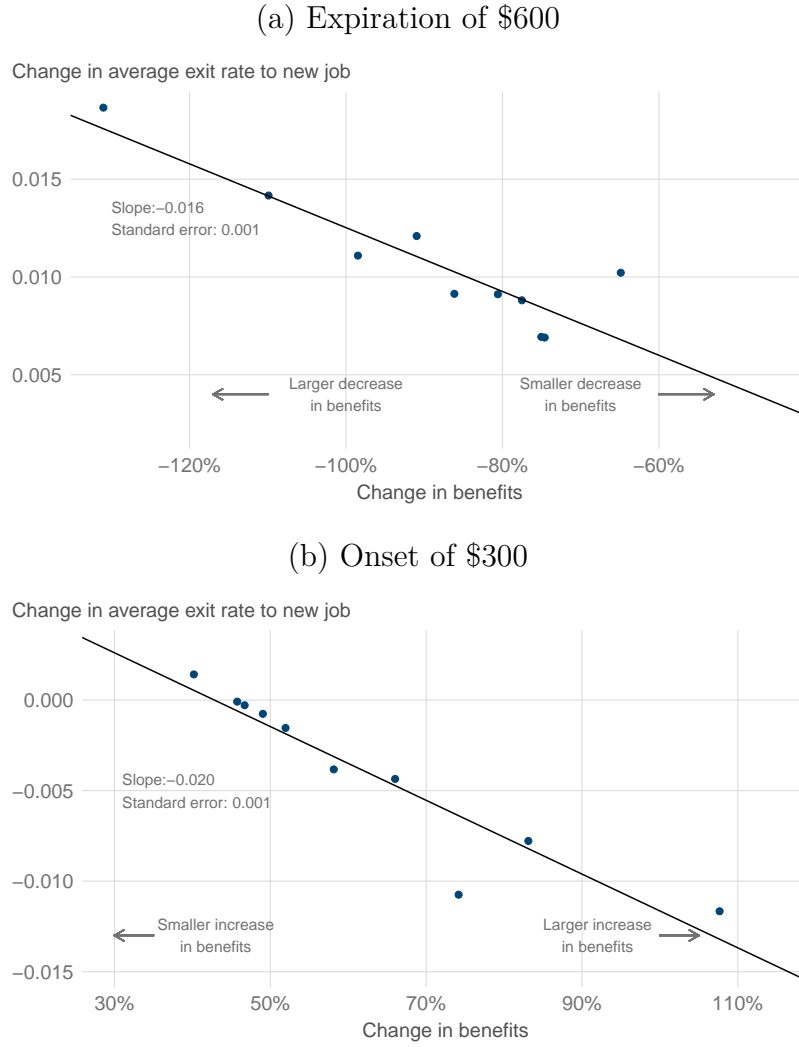 (a) Expiration of $600
Change in average exit rate to new job
0.015
Slope:−0.016
Standard error: 0.001
0.010
0.005
Larger decrease
in benefits
Smaller decrease
in benefits
−120%
−100%
−80%
−60%
Change in benefits
(b) Onset of $300
Change in average exit rate to new job
0.000
−0.005
Slope:−0.020
Standard error: 0.001
−0.010
Smaller increase
in benefits
Larger increase
in benefits
−0.015
30%
50%
70%
90%
110%
Change in benefits